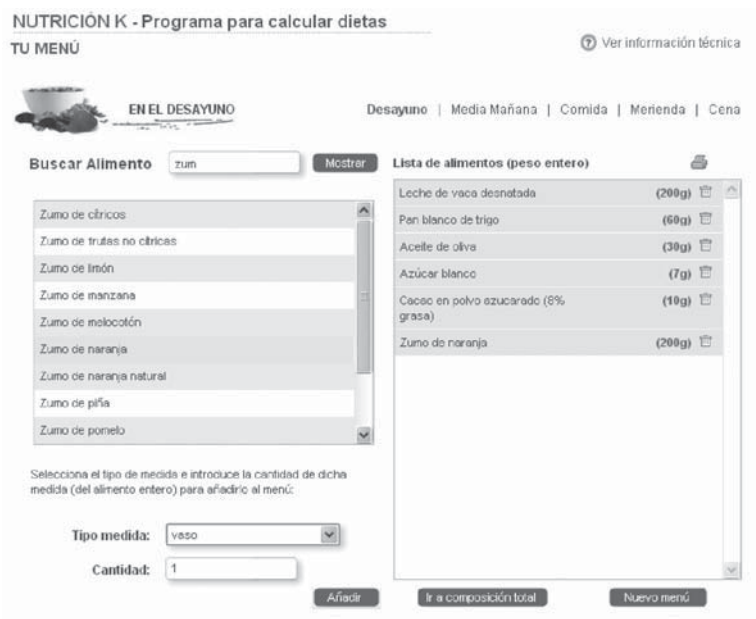 NUTRICIÓN K - Programa para calcular dietas
TU MENÚ
? Ver información técnica
EN EL DESAYUNO
Desayuno | Media Mañana | Comida | Merienda | Cena
Buscar Alimento
zum
Mostrar
Zumo de cítricos
Zumo de frutas no cítricas
Zumo de limón
Zumo de manzana
Zumo de melocotón
Zumo de naranja
Zumo de naranja natural
Zumo de piña
Zumo de pomelo
Selecciona el tipo de medida e introduce la cantidad de dicha
medida (del alimento entero) para añadirlo al menú:
Tipo medida: vaso
Cantidad: 1
Añadir
Lista de alimentos (peso entero)
Leche de vaca desnatada (200g)
Pan blanco de trigo (60g)
Aceite de oliva (30g)
Azúcar blanco (7g)
Cacao en polvo azucarado (8% (10g)
grasa)
Zumo de naranja (200g)
Ir a composición total
Nuevo menú